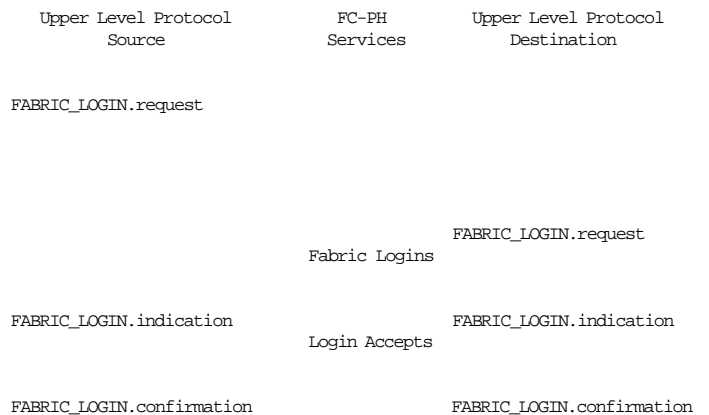 Upper Level Protocol FC-PH Upper Level Protocol
Source Services Destination
FABRIC_LOGIN.request
FABRIC_LOGIN.request
Fabric Logins
FABRIC_LOGIN.indication FABRIC_LOGIN.indication
Login Accepts
FABRIC_LOGIN.confirmation FABRIC_LOGIN.confirmation